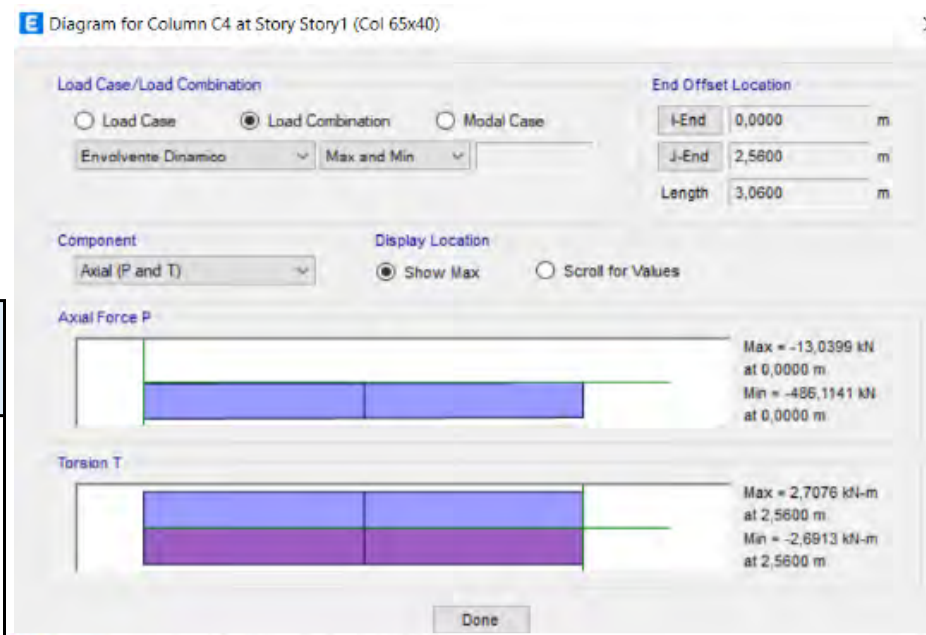 E Diagram for Column C4 at Story Story1 (Col 65x40)
Load Case/Load Combination
Load Case Load Combination Modal Case
Envolvente Dinamico Max and Min
End Offset Location
I-End 0,0000 m
J-End 2,5600 m
Length 3,0600 m
Component
Axial (P and T)
Display Location
Show Max Scroll for Values
Axial Force P
Max = -13,0399 kN
at 0,0000 m
Min = -486,1141 kN
at 0,0000 m
Torsion T
Max = 2,7076 kN-m
at 2,5600 m
Min = -2,6913 kN-m
at 2,5600 m
Done